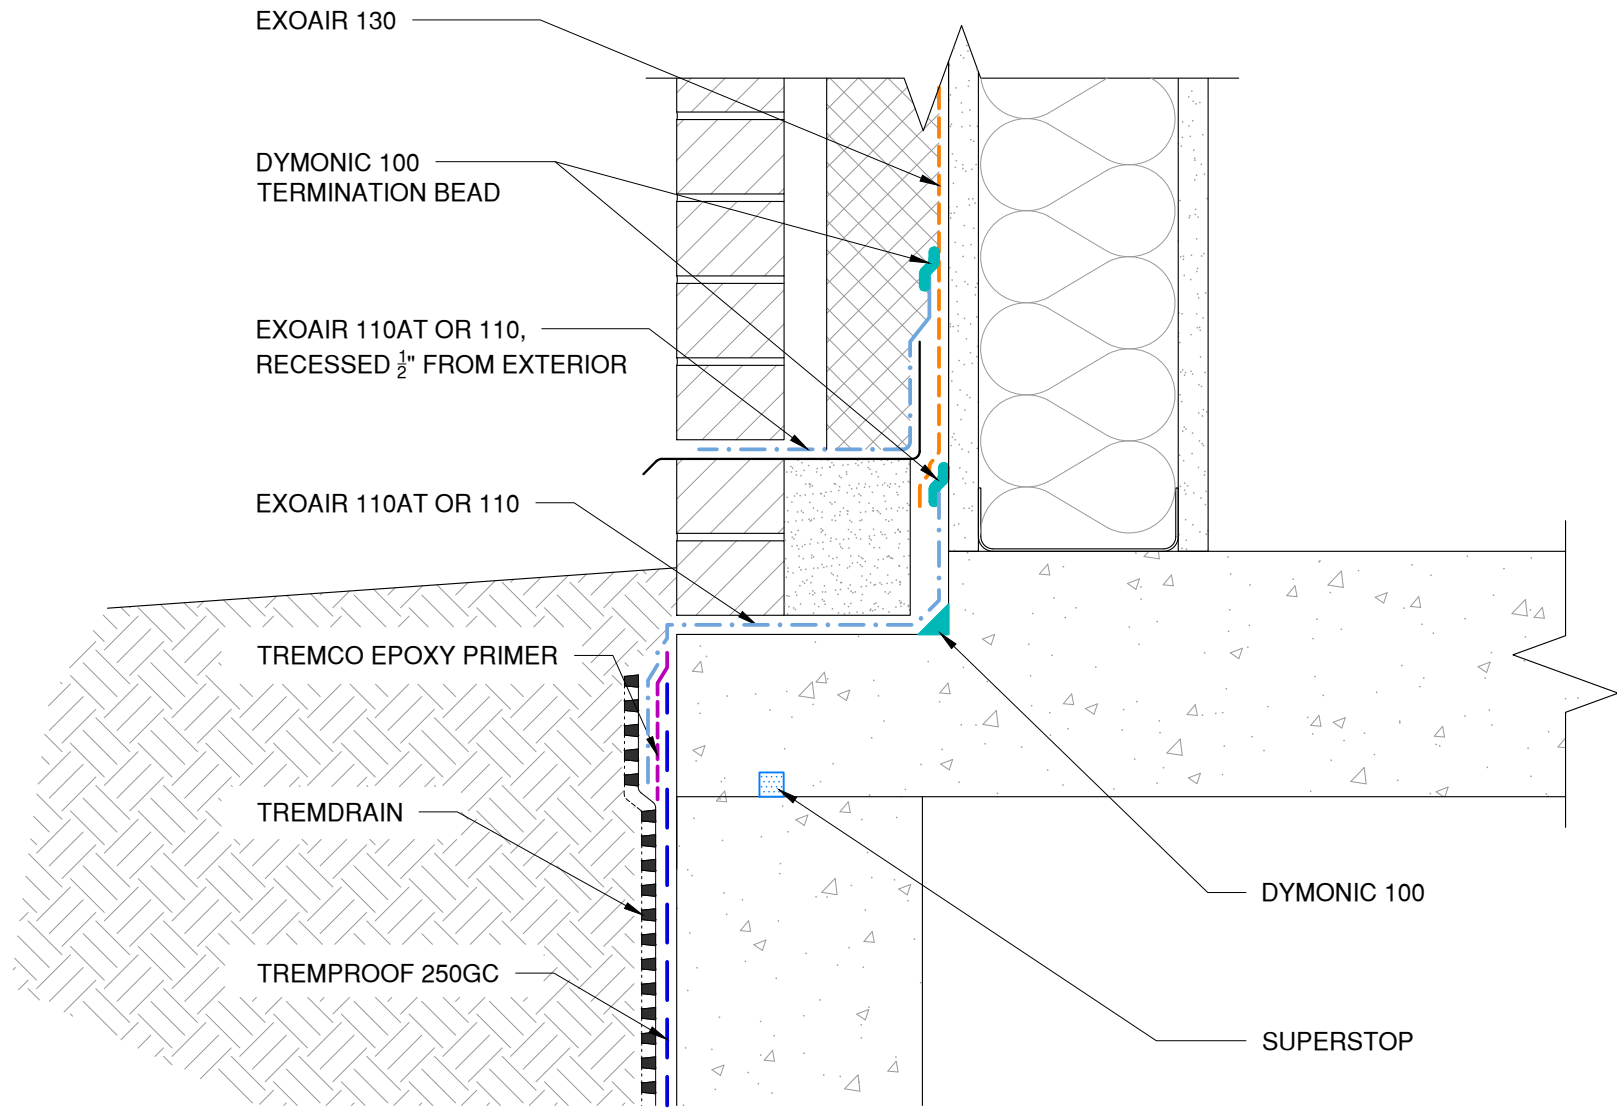 EXOAIR 130
DYMONIC 100
TERMINATION BEAD
EXOAIR 110AT OR 110,
RECESSED 1/2" FROM EXTERIOR
EXOAIR 110AT OR 110
TREMCO EPOXY PRIMER
TREMDRAIN
TREMPROOF 250GC
DYMONIC 100
SUPERSTOP